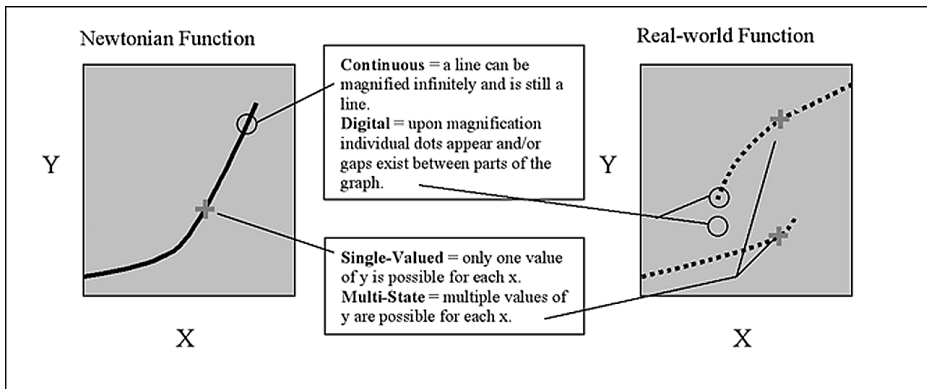 Newtonian Function
Real-world Function
Continuous = a line can be
magnified infinitely and is still a
line.
Digital = upon magnification
individual dots appear and/or
gaps exist between parts of the
graph.
Y
Y
Single-Valued = only one value
of y is possible for each x.
Multi-State = multiple values of
y are possible for each x.
X
X